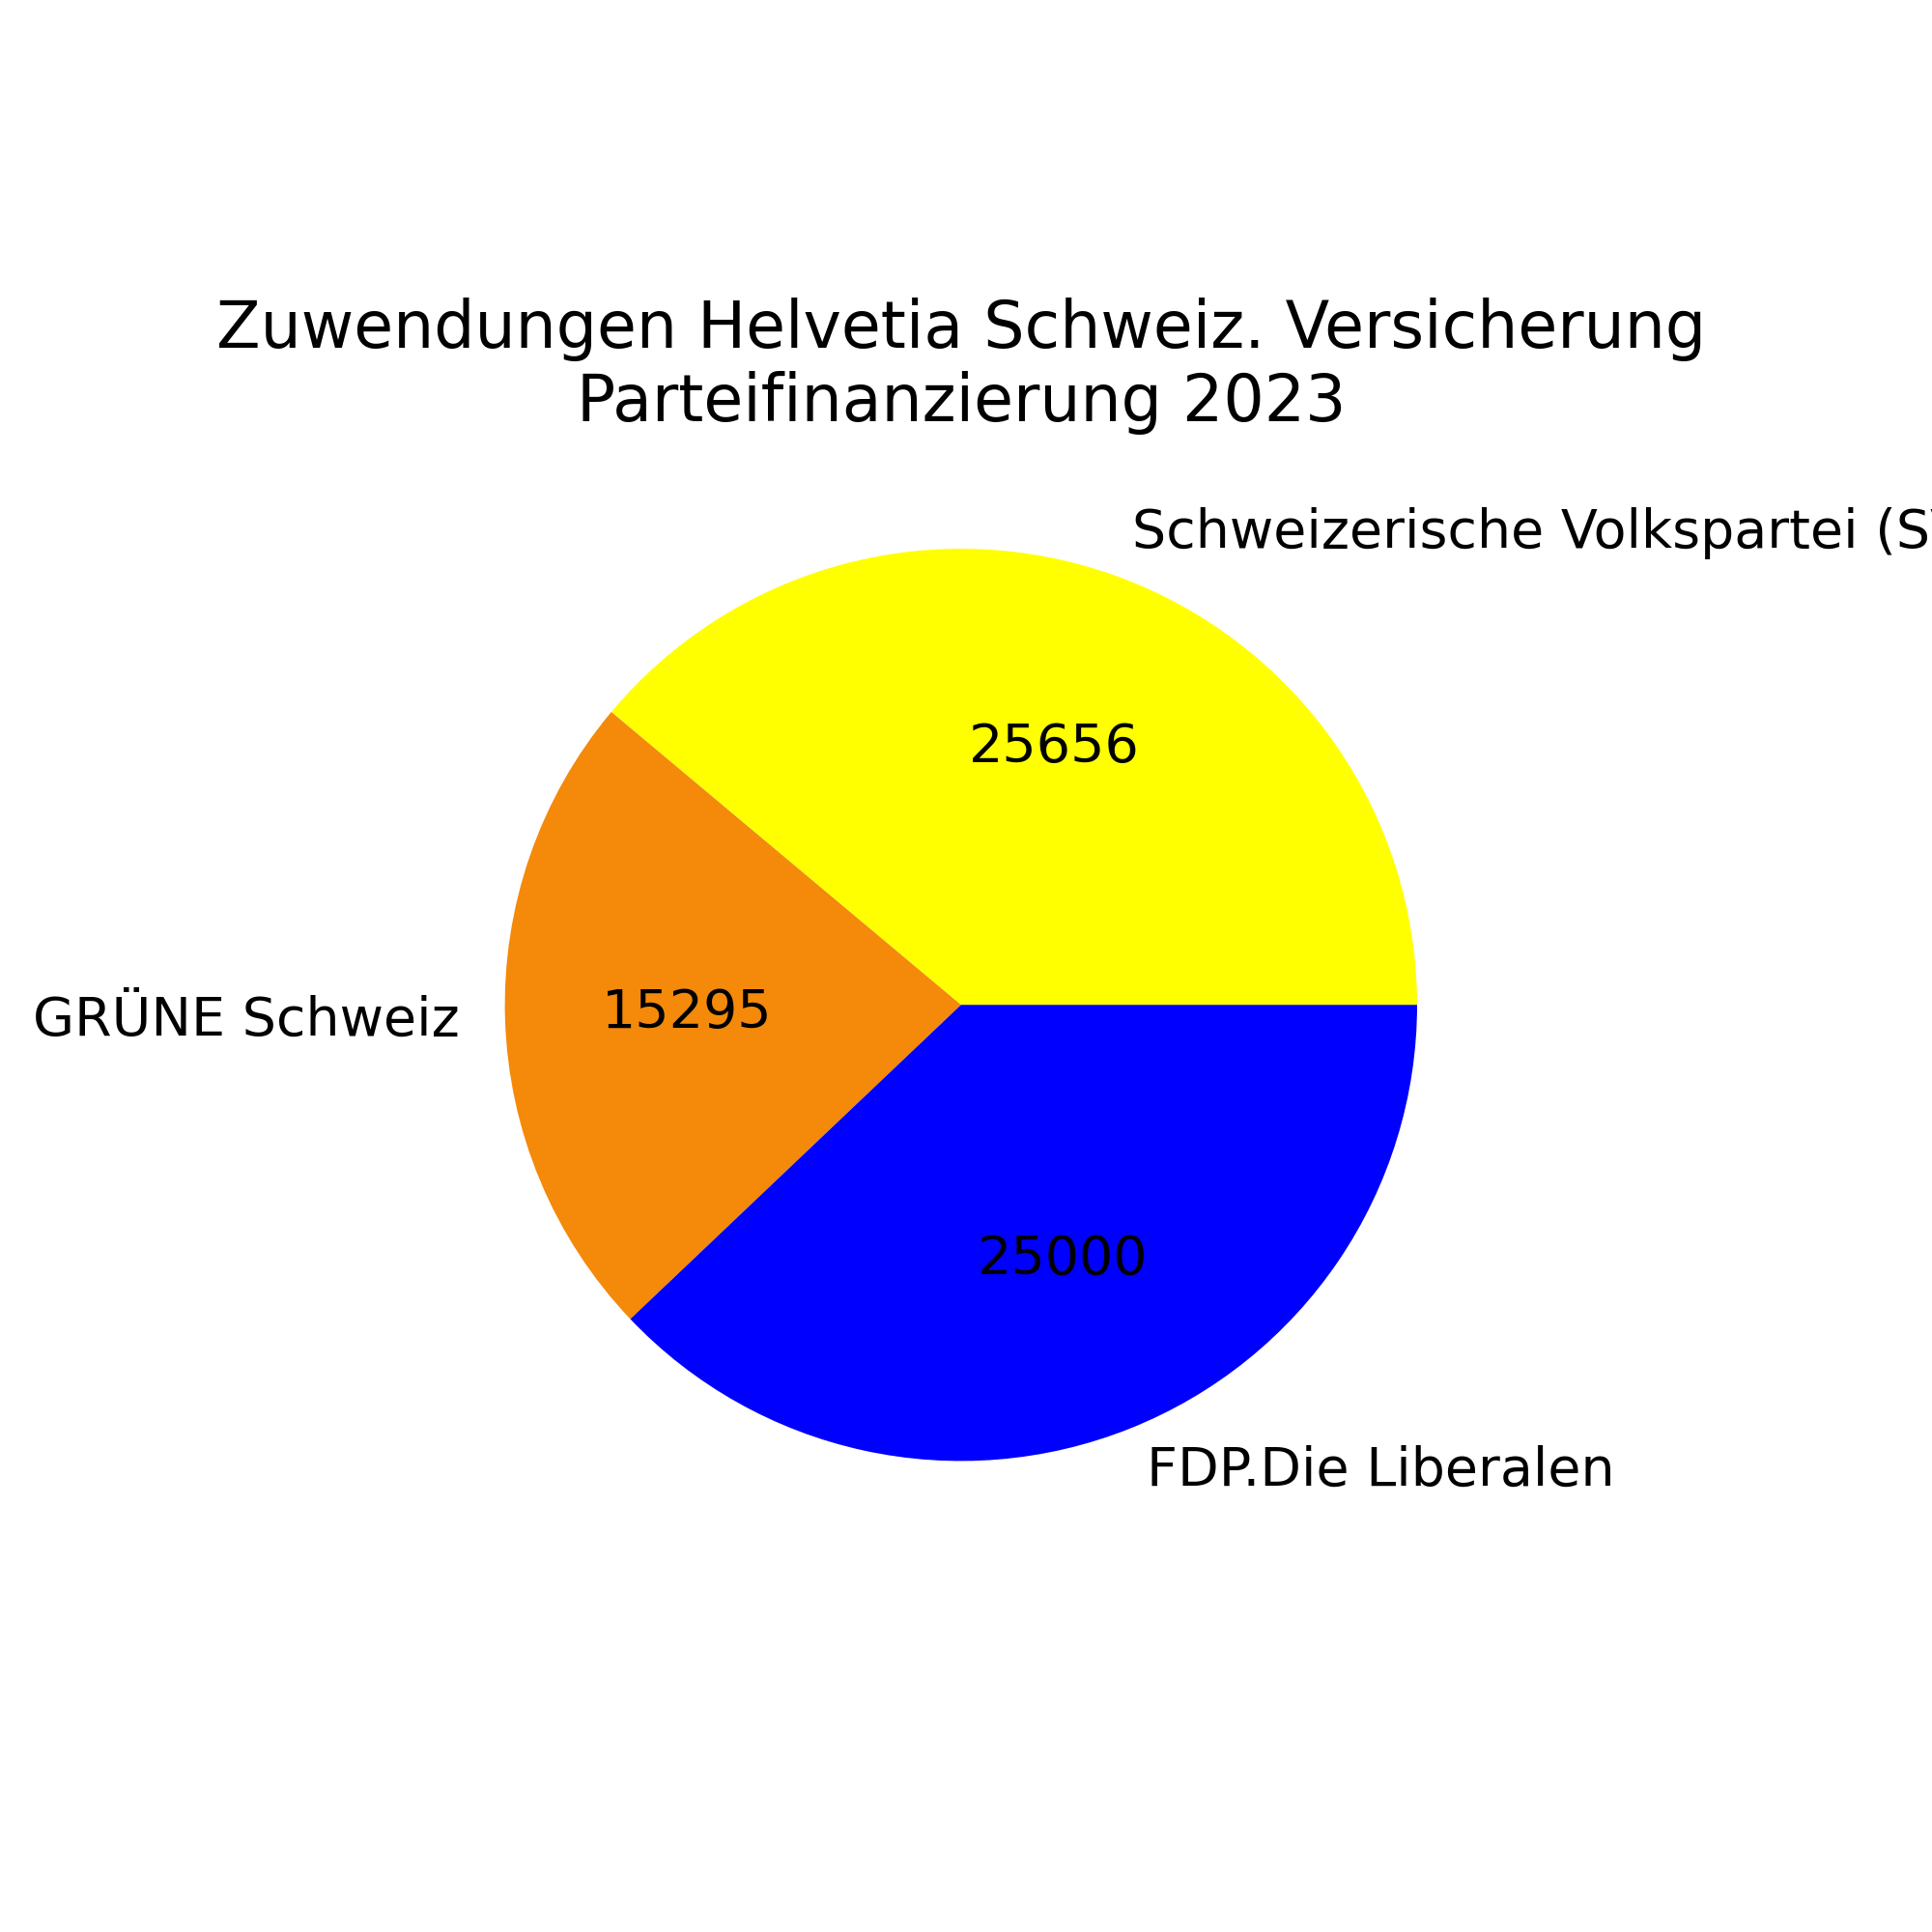 Zuwendungen Helvetia Schweiz. Versicherung
Parteifinanzierung 2023
Schweizerische Volkspartei
25656
GRÜNE Schweiz
15295
25000
FDP.Die Liberalen